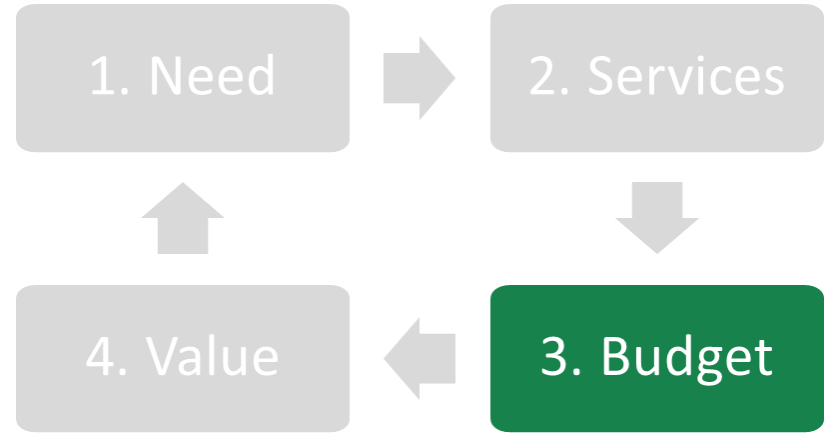 1. Need
2. Services
4. Value
3. Budget